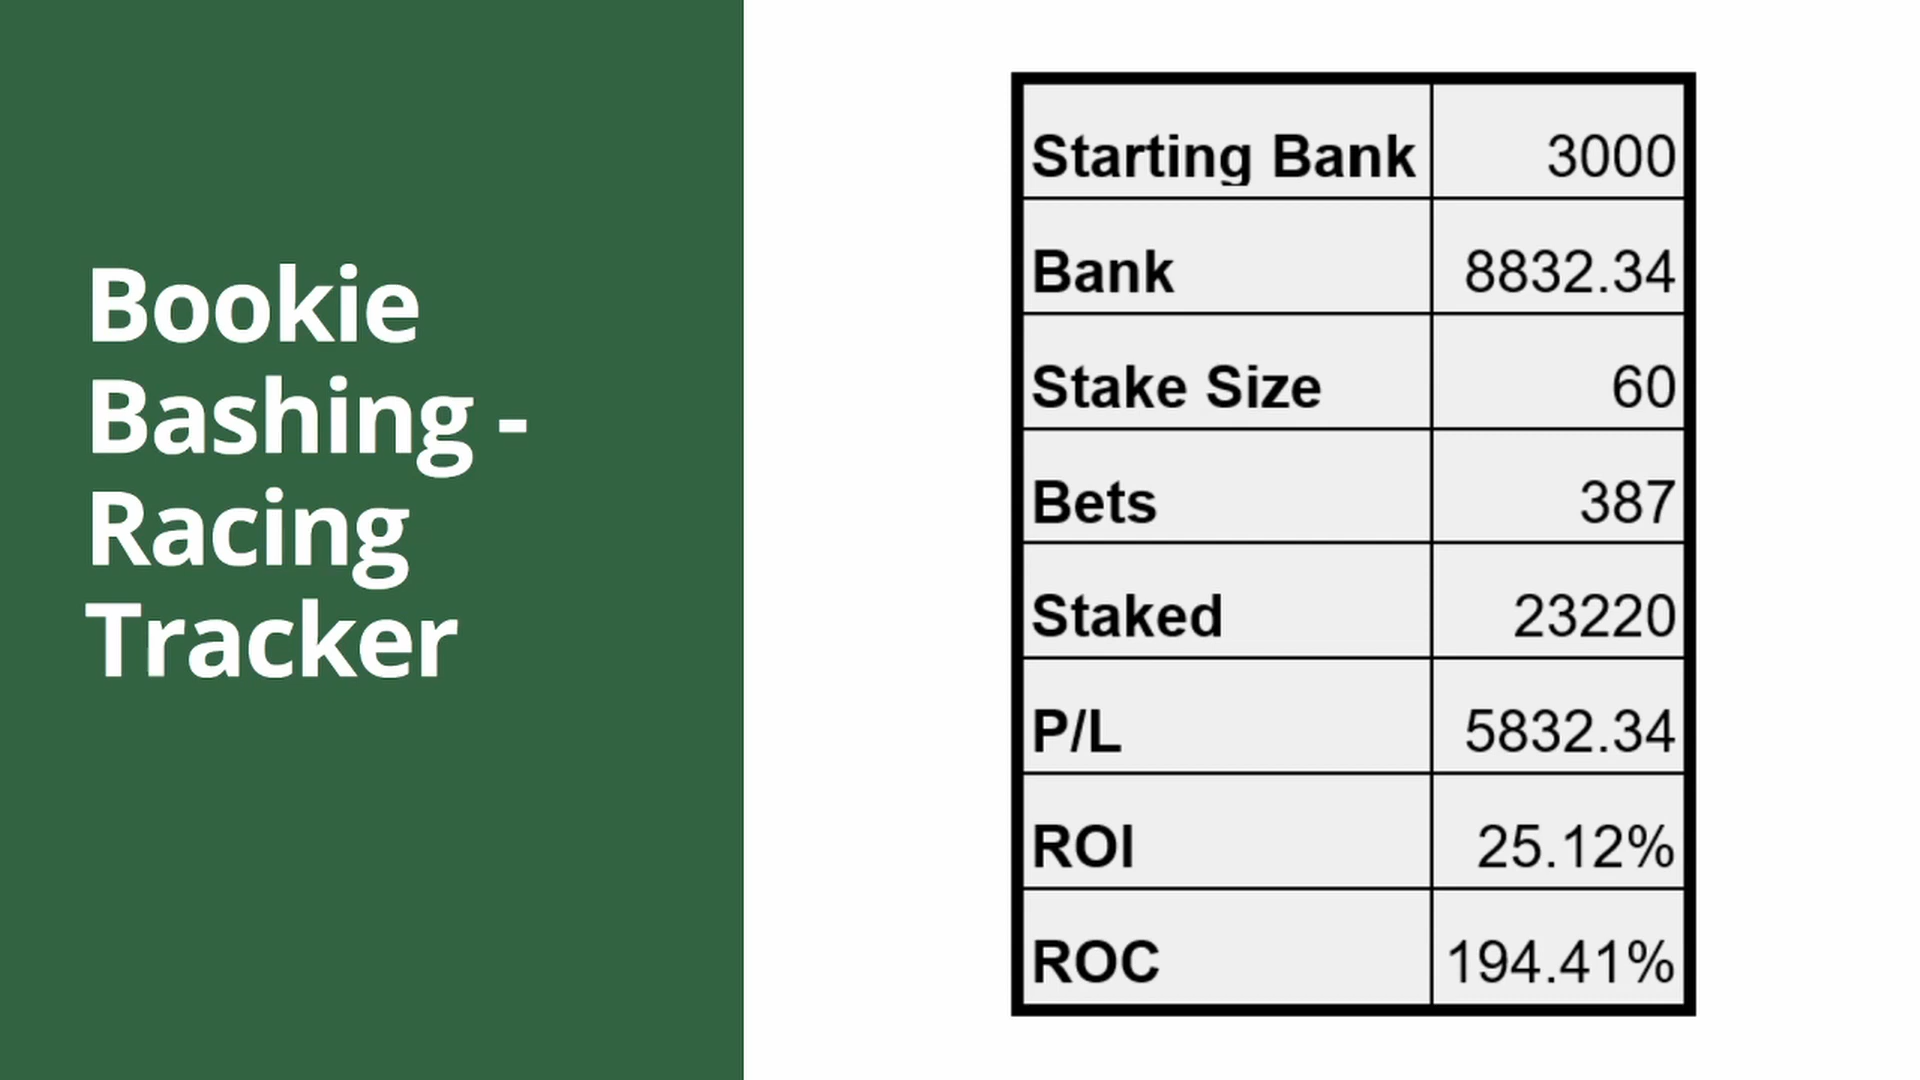 Bookie
Bashing -
Racing
Tracker
Starting Bank 3000
Bank 8832.34
Stake Size 60
Bets 387
Staked 23220
P/L 5832.34
ROI 25.12%
ROC 194.41%